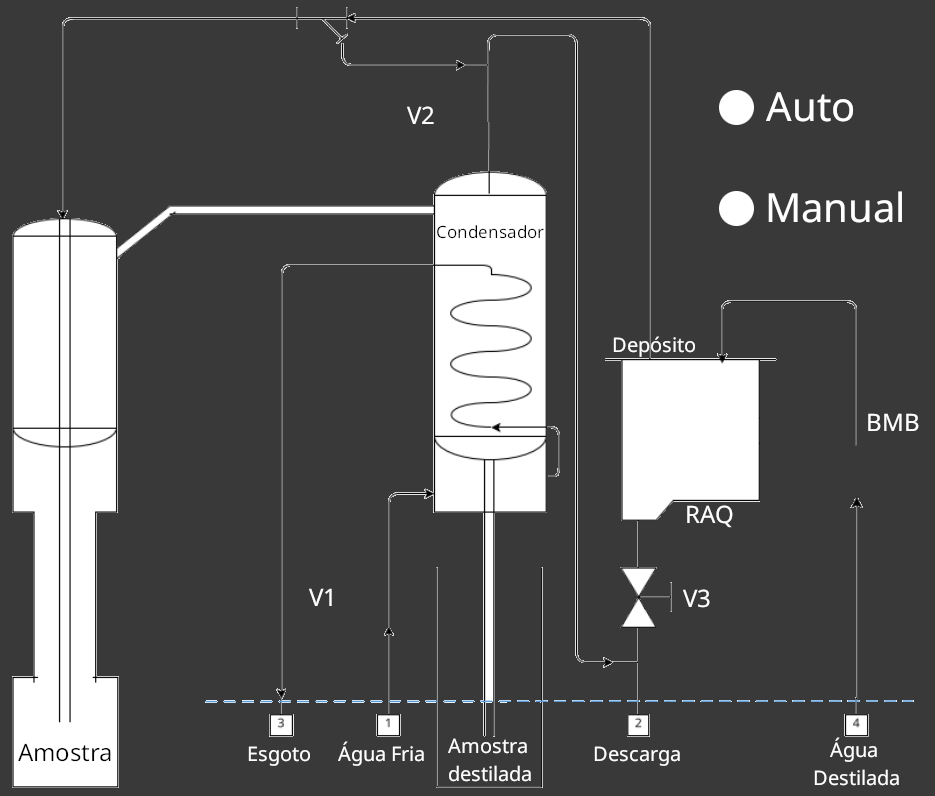 Auto
V2
Manual
Condensador
Depósito
BMB
RAQ
V1
V3
3
1
2
4
Esgoto
Água Fria
Amostra
destilada
Descarga
Água
Destilada
Amostra